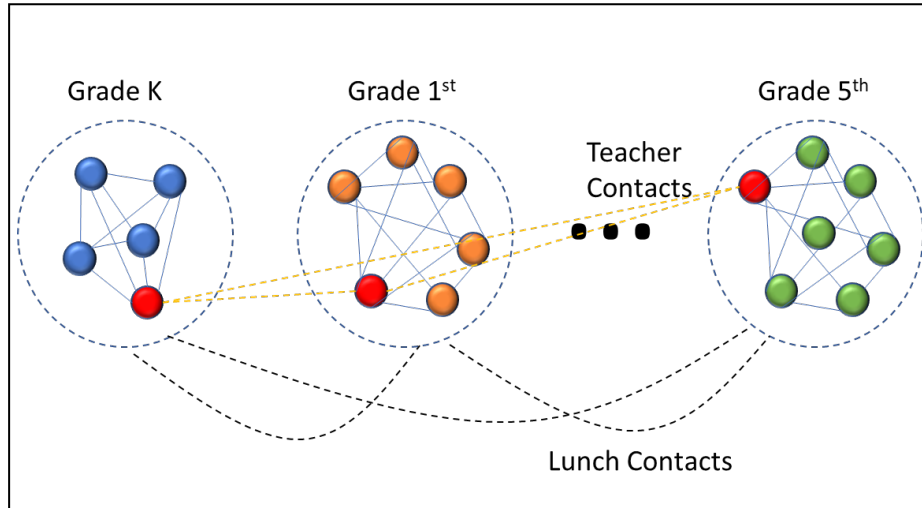 Grade K
Grade 1st
Grade 5th
Teacher
Contacts
Lunch Contacts